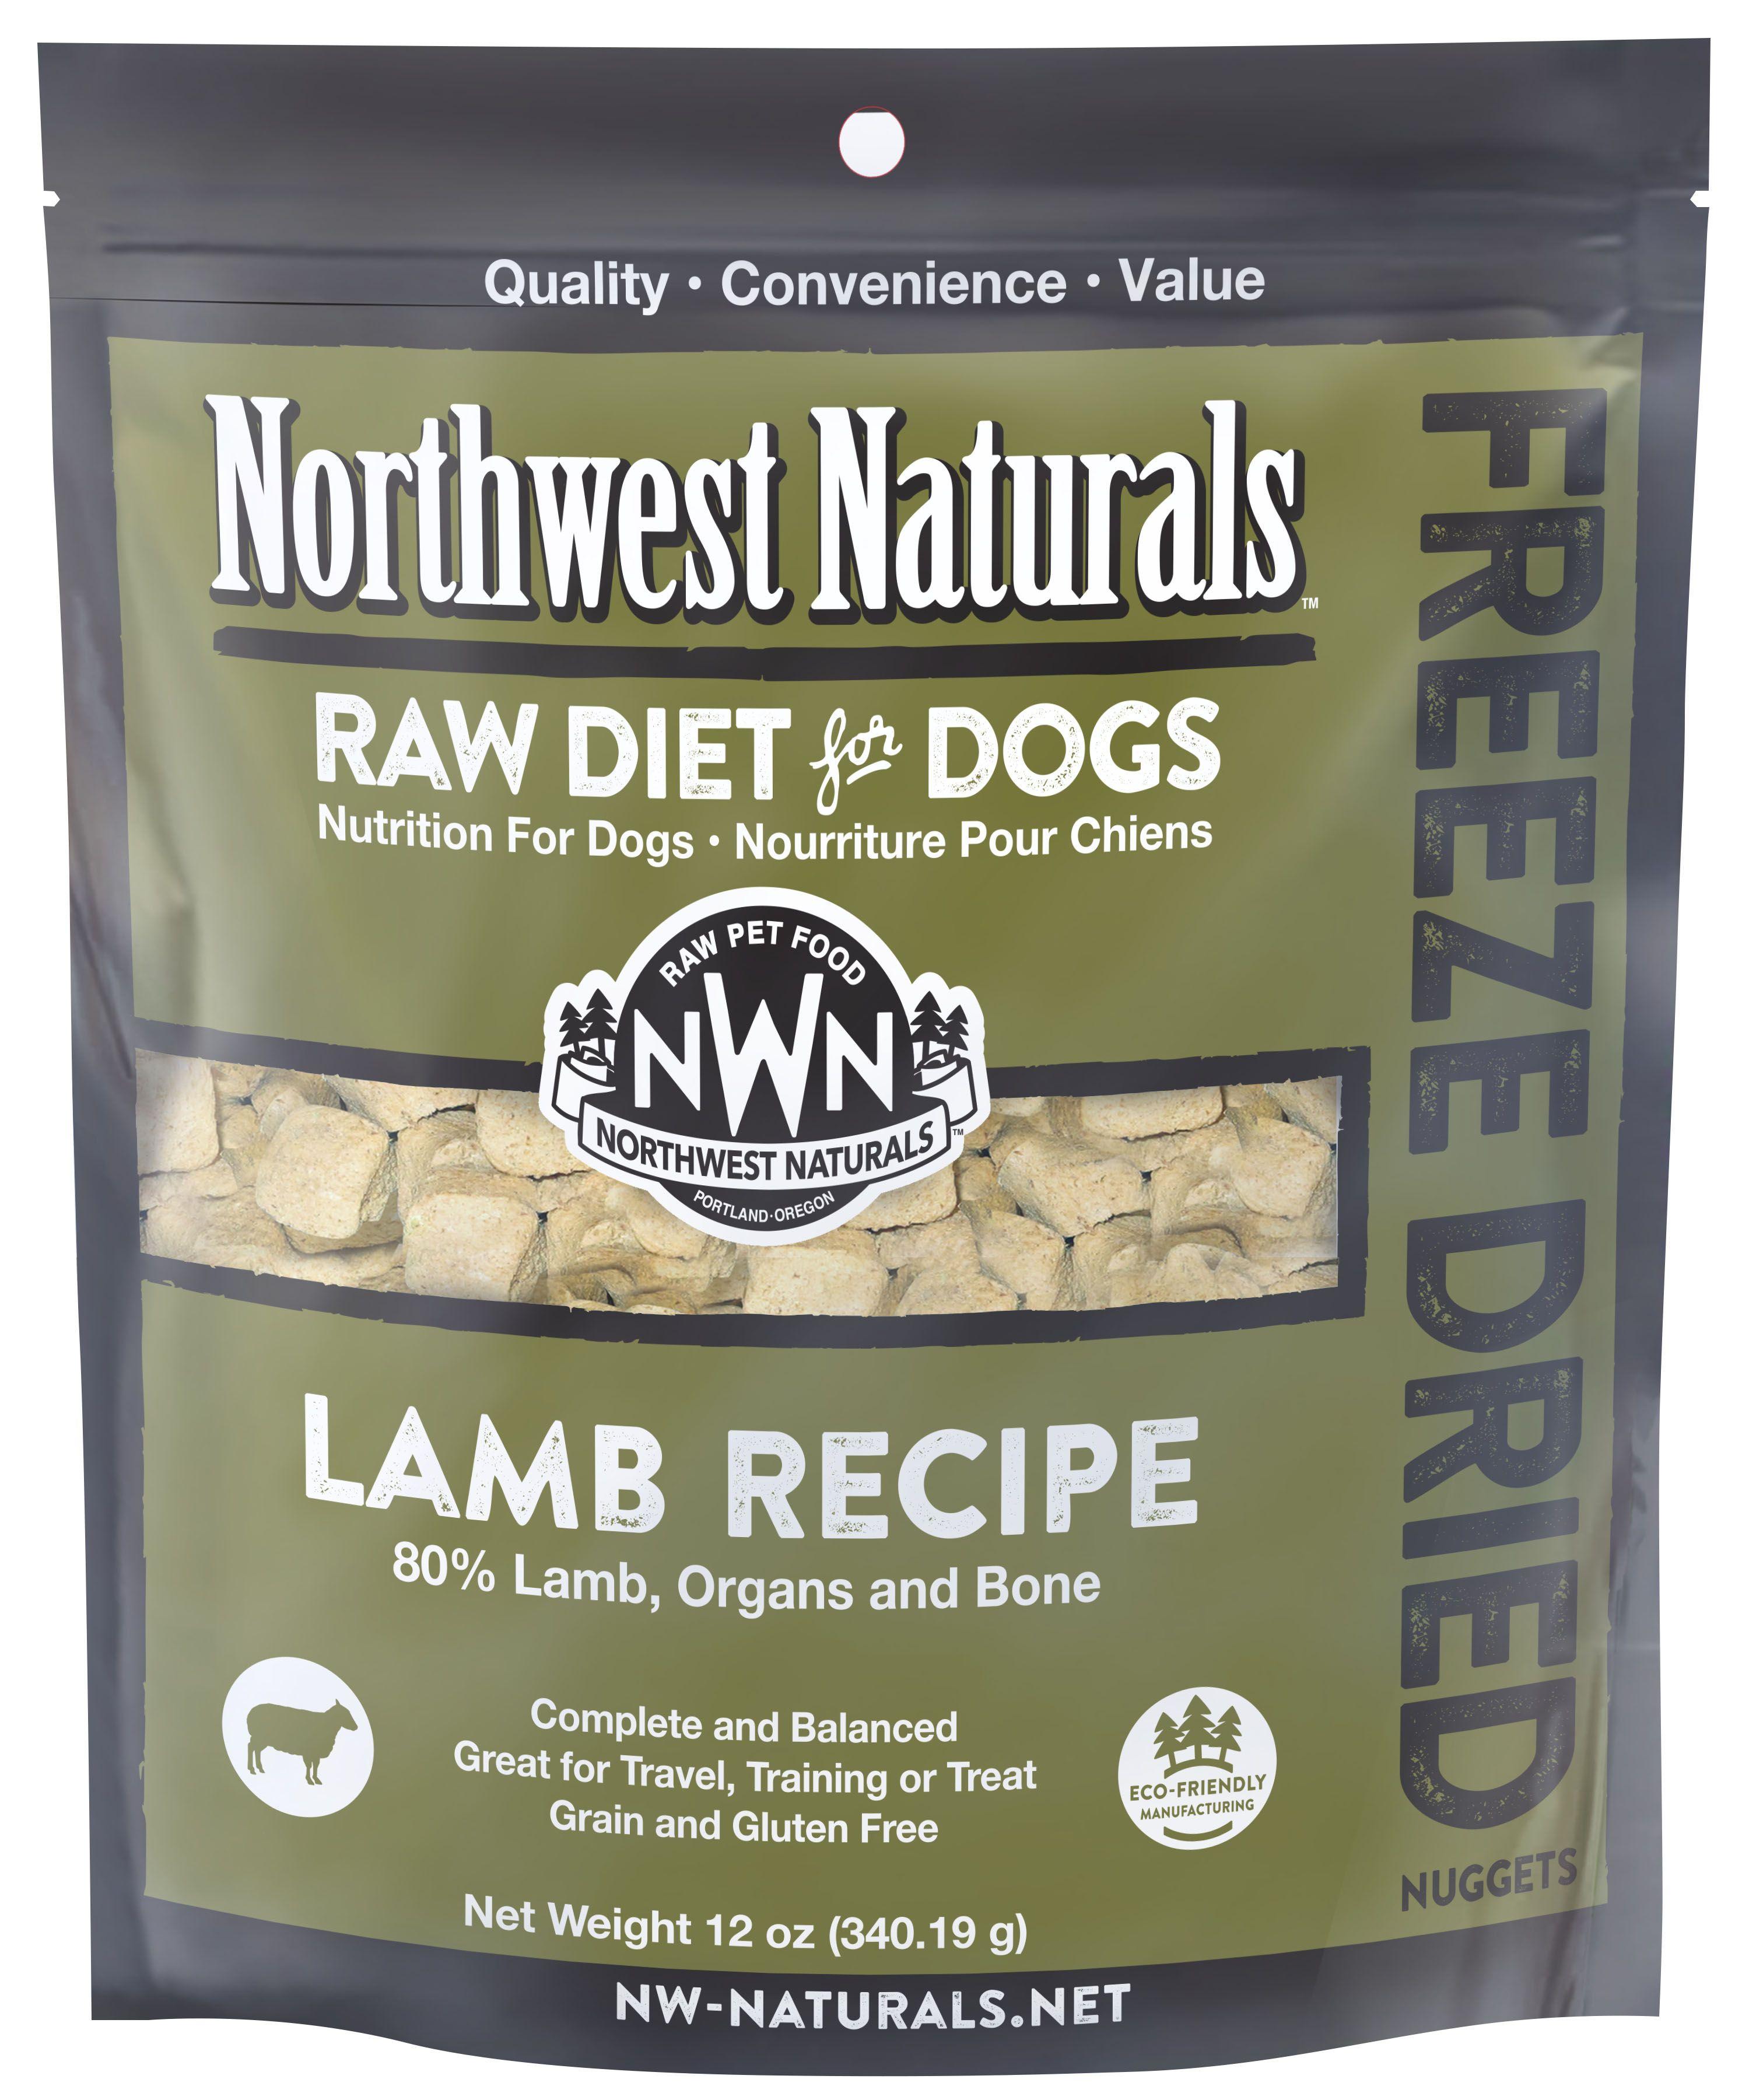 Quality • Convenience • Value
Northwest Naturals™
RAW DIET for DOGS
Nutrition For Dogs • Nourriture Pour Chiens
RAW PET FOOD
NWN
NORTHWEST NATURALS™
PORTLAND·OREGON
LAMB RECIPE
80% Lamb, Organs and Bone
Complete and Balanced
Great for Travel, Training or Treat
Grain and Gluten Free
ECO-FRIENDLY
MANUFACTURING
Net Weight 12 oz (340.19 g)
NW-NATURALS.NET
FREEZE DRIED
NUGGETS